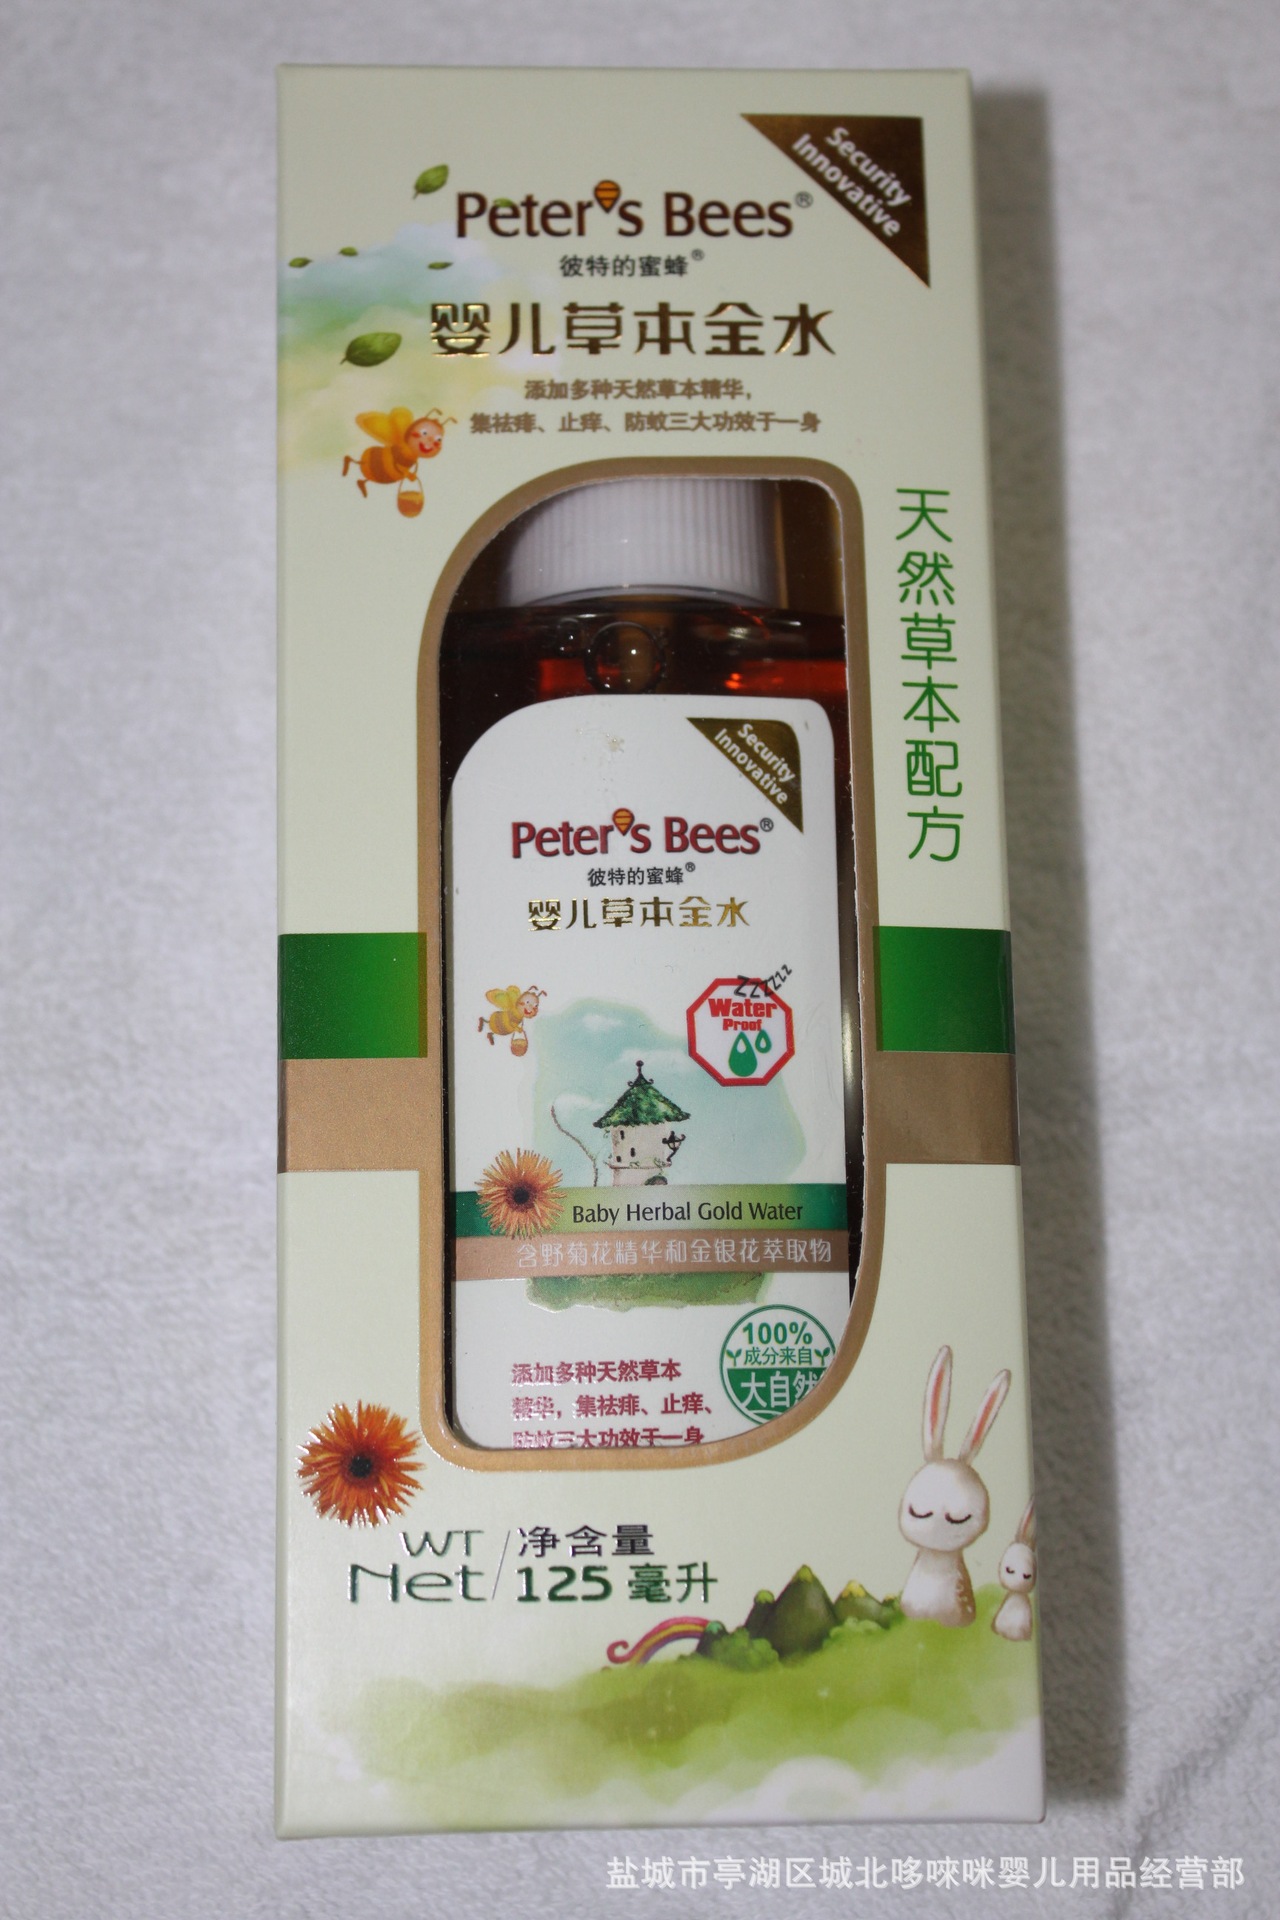 Security
Innovative
Peter's Bees®
彼特的蜜蜂®
婴儿草本金水
添加多种天然草本精华，
集祛痱、止痒、防蚊三大功效于一身
天然草本配方
Security
Innovative
Peter's Bees®
彼特的蜜蜂®
婴儿草本金水
ZZZZZZ
Water
Proof
Baby Herbal Gold Water
含野菊花精华和金银花萃取物
100%
成分来自
大自然
添加多种天然草本
精华，集祛痱、止痒、
防蚊三大功效于一身
WT 净含量
Net 125 毫升
盐城市亭湖区城北哆唻咪婴儿用品经营部